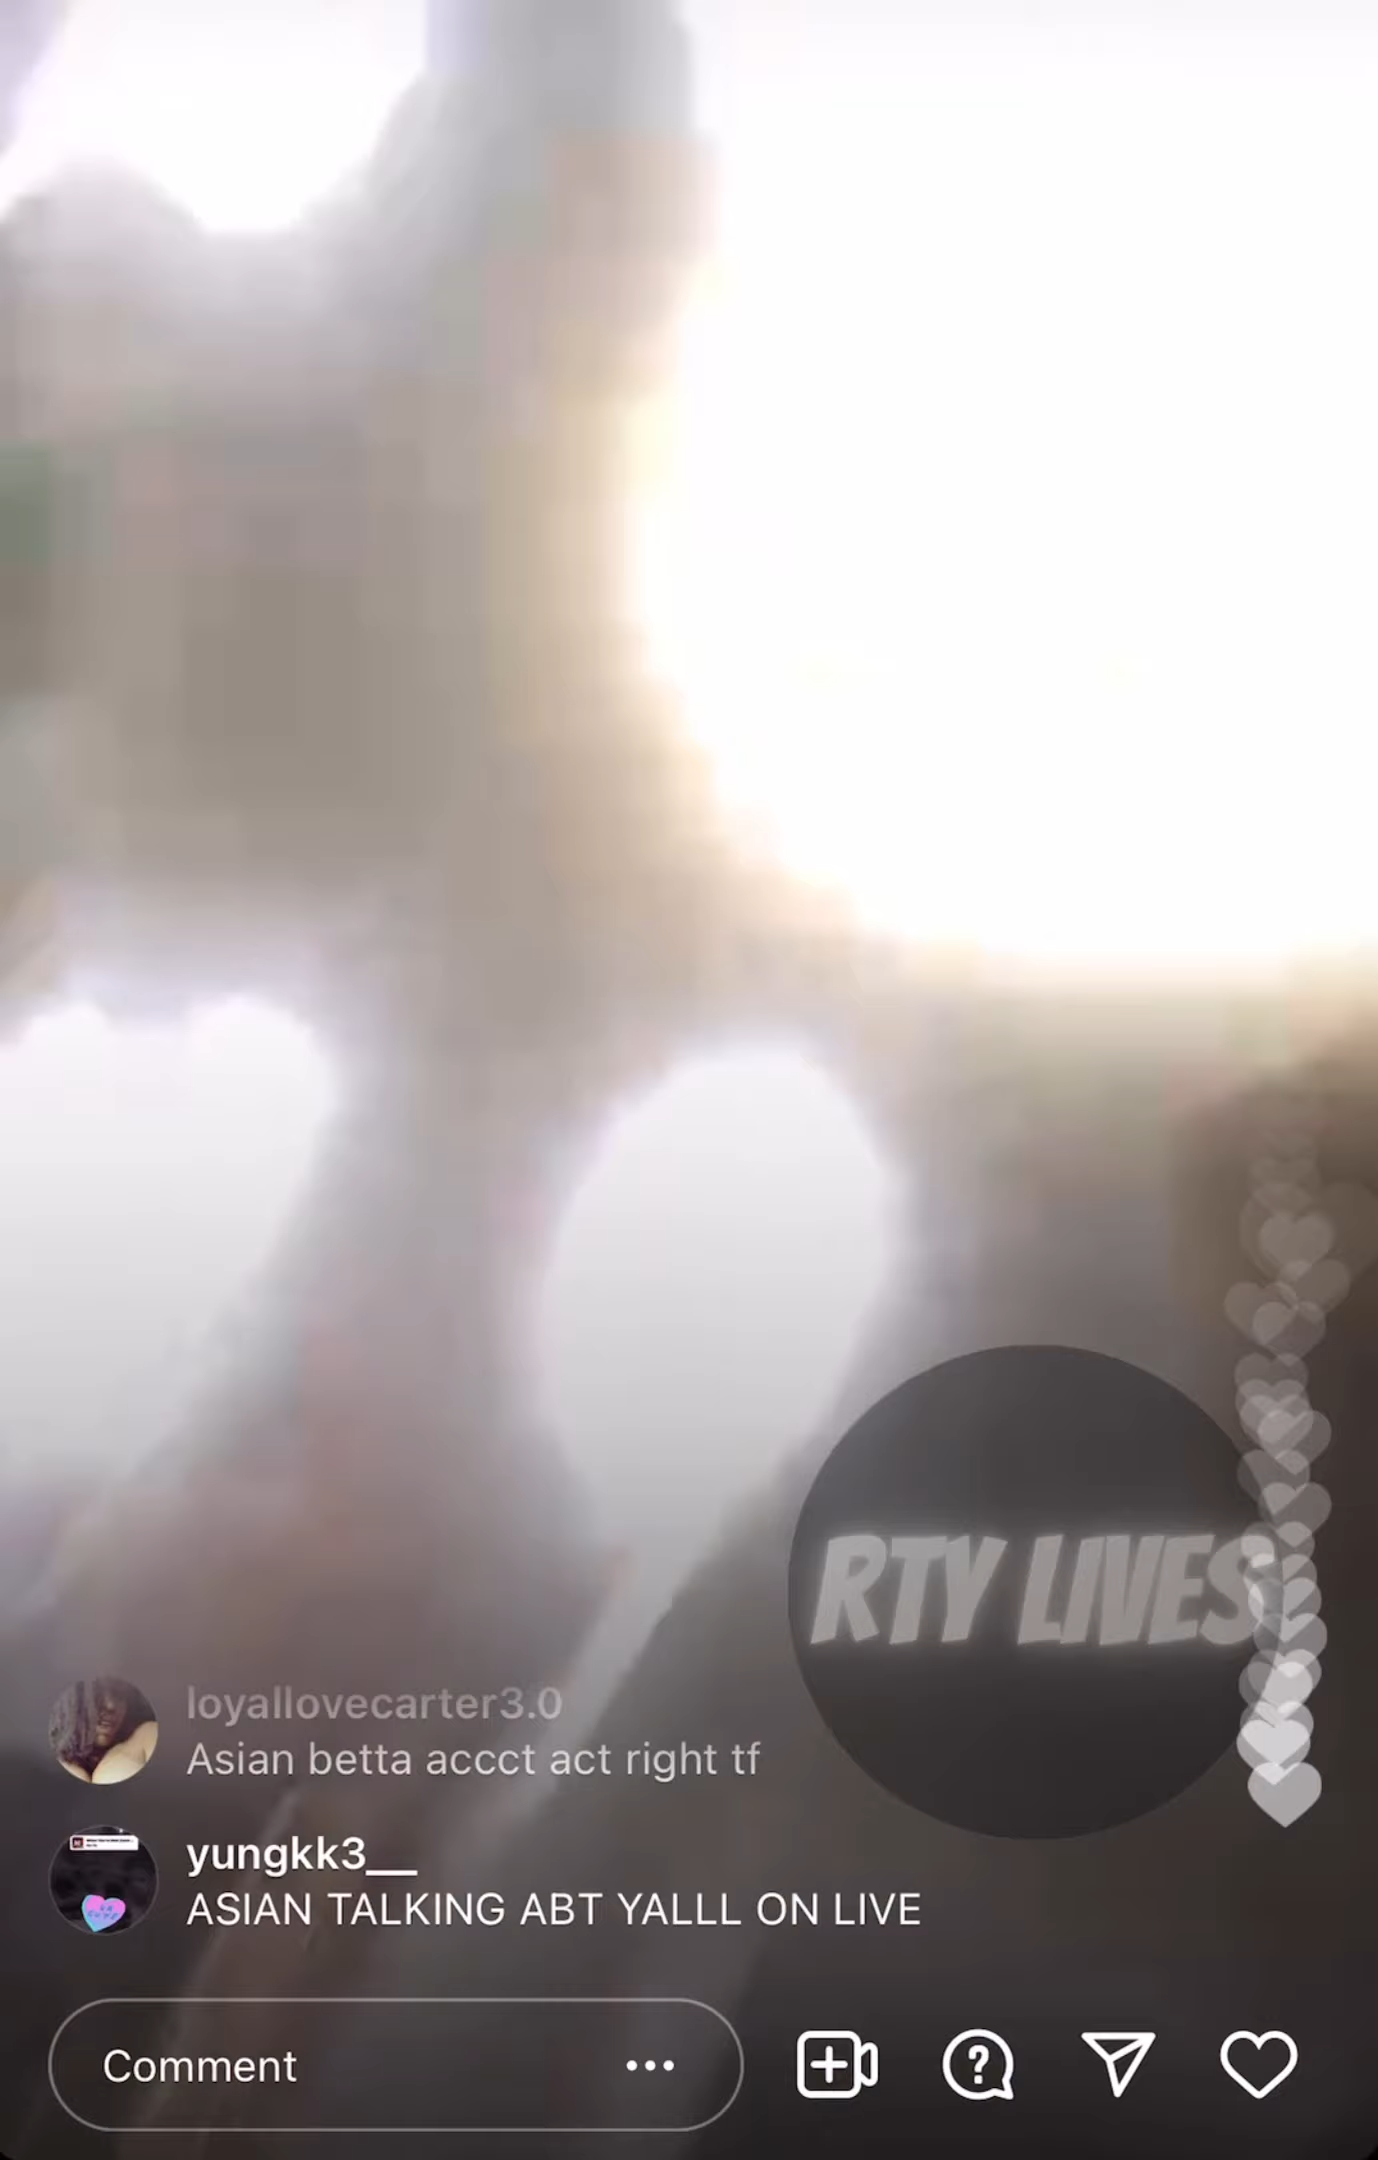 RTY LIVES
loyallovecarter3.0
Asian betta accct act right tf
yungkk3__
ASIAN TALKING ABT YALLL ON LIVE
Comment